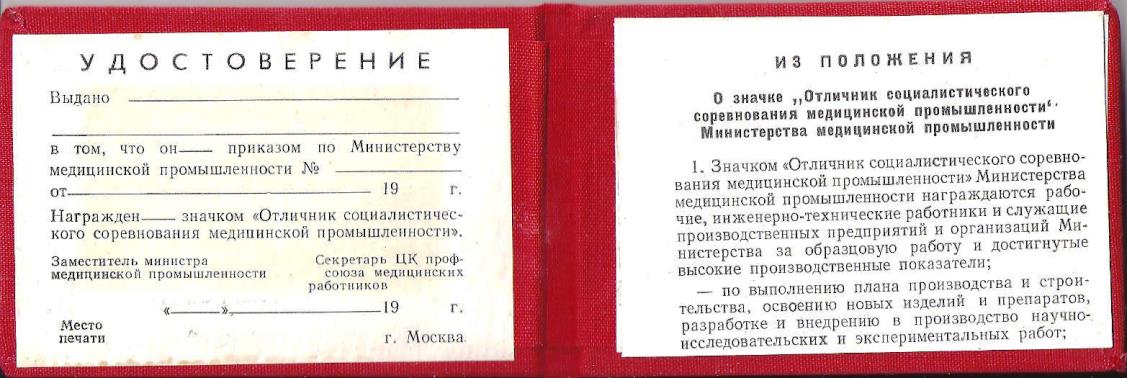 УДОСТОВЕРЕНИЕ
Выдано
в том, что он приказом по Министерству
медицинской промышленности №
от 19 г.
Награжден значком «Отличник социалистичес-
кого соревнования медицинской промышленности».
Заместитель министра
медицинской промышленности
Секретарь ЦК проф-
союза медицинских
работников
« » 19 г.
Место
печати
г. Москва.
ИЗ ПОЛОЖЕНИЯ
О значке „Отличник социалистического
соревнования медицинской промышленности“
Министерства медицинской промышленности
1. Значком «Отличник социалистического соревно-
вания медицинской промышленности» Министерства
медицинской промышленности награждаются рабо-
чие, инженерно-технические работники и служащие
производственных предприятий и организаций Ми-
нистерства за образцовую работу и достигнутые
высокие производственные показатели;
— по выполнению плана производства и строи-
тельства, освоению новых изделий и препаратов,
разработке и внедрению в производство научно-
исследовательских и экспериментальных работ;